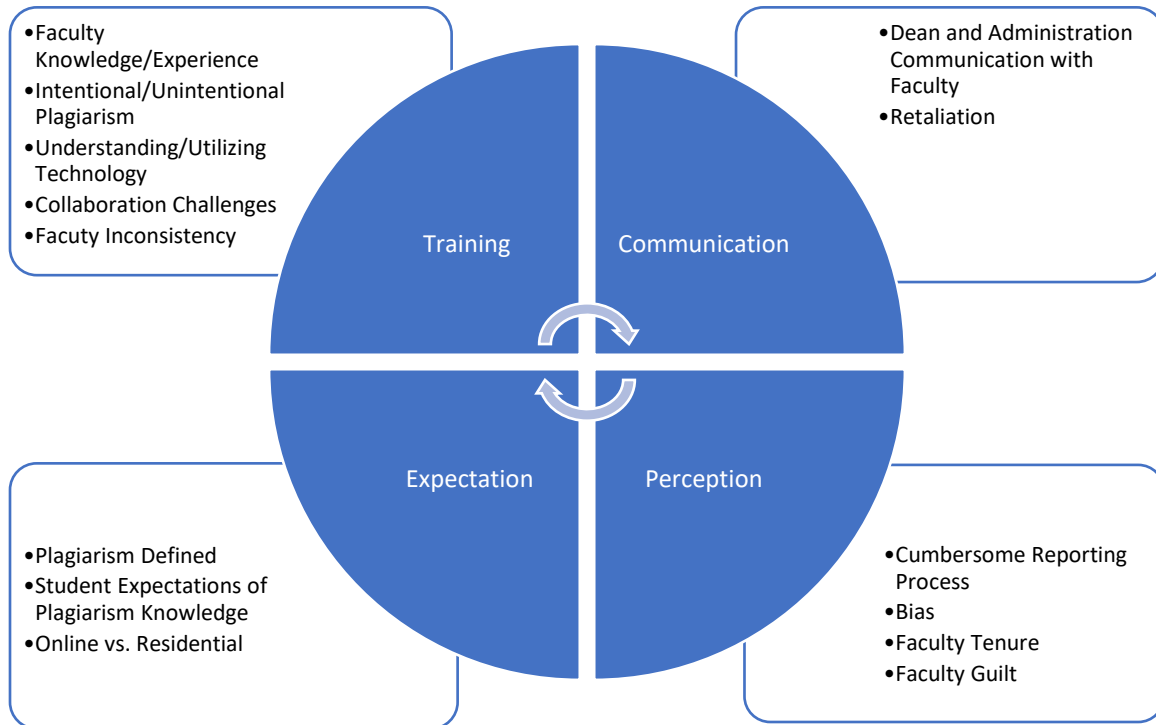 •Faculty
Knowledge/Experience
•Intentional/Unintentional
Plagiarism
•Understanding/Utilizing
Technology
•Collaboration Challenges
•Facuty Inconsistency
•Dean and Administration
Communication with
Faculty
•Retaliation
Training
Communication
Expectation
Perception
•Plagiarism Defined
•Student Expectations of
Plagiarism Knowledge
•Online vs. Residential
•Cumbersome Reporting
Process
•Bias
•Faculty Tenure
•Faculty Guilt